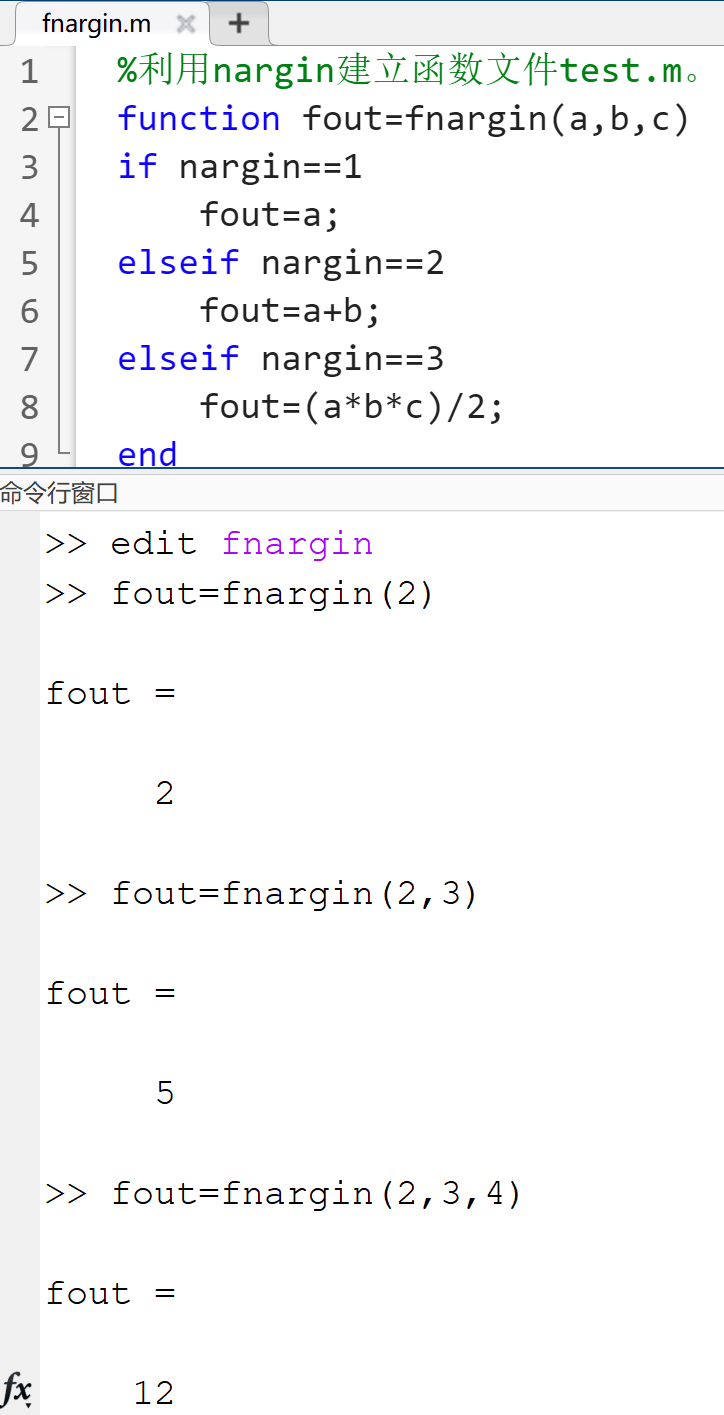 fnargin.m
1 %利用nargin建立函数文件test.m。
2 function fout=fnargin(a,b,c)
3 if nargin==1
4 fout=a;
5 elseif nargin==2
6 fout=a+b;
7 elseif nargin==3
8 fout=(a*b*c)/2;
9 end
命令行窗口
>> edit fnargin
>> fout=fnargin(2)
fout =
2
>> fout=fnargin(2,3)
fout =
5
>> fout=fnargin(2,3,4)
fout =
fx 12